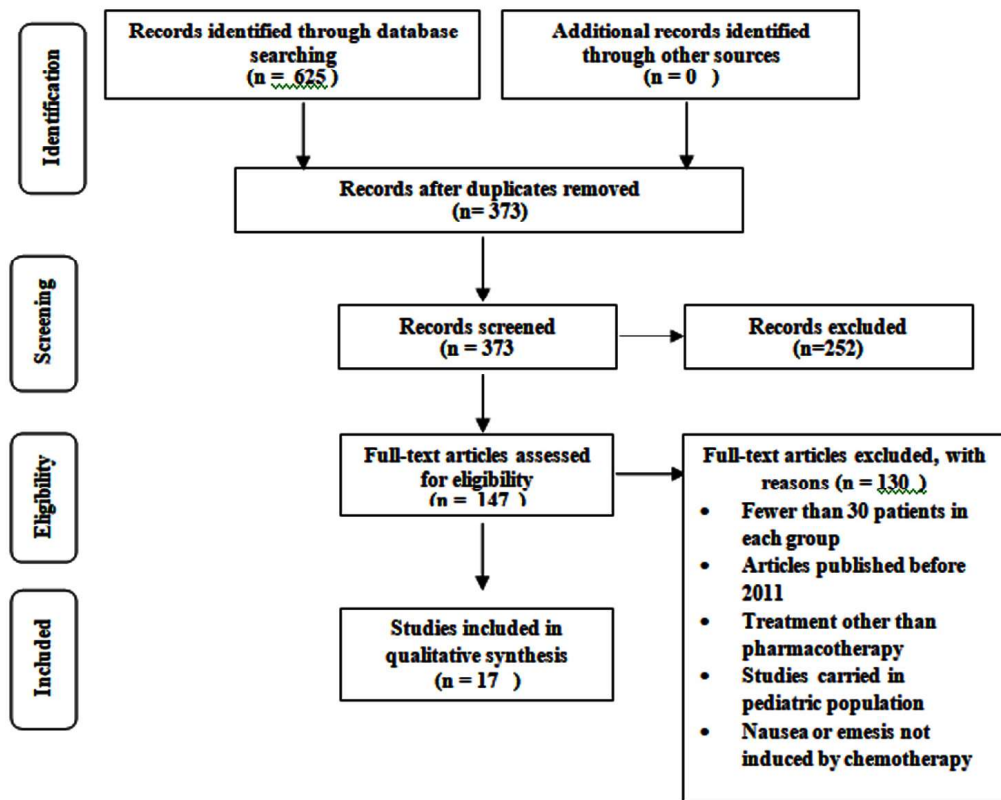 Identification
Records identified through database
searching
(n = 625 )
Additional records identified
through other sources
(n = 0 )
Records after duplicates removed
(n= 373)
Screening
Records screened
(n = 373
Records excluded
(n=252)
Eligibility
Full-text articles assessed
for eligibility
(n = 147 )
Full-text articles excluded, with
reasons (n = 130 )
• Fewer than 30 patients in
each group
• Articles published before
2011
• Treatment other than
pharmacotherapy
• Studies carried in
pediatric population
• Nausea or emesis not
induced by chemotherapy
Included
Studies included in
qualitative synthesis
(n = 17 )